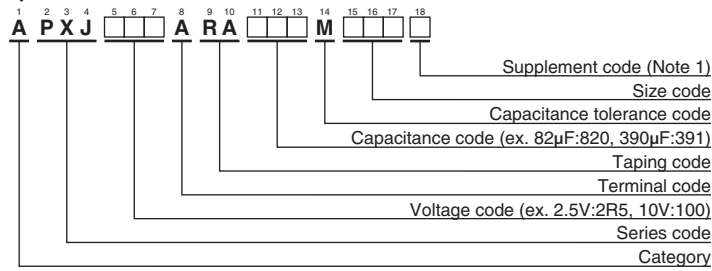 1 2 3 4 5 6 7 8 9 10 11 12 13 14 15 16 17 18
A P X J A R A M
Supplement code (Note 1)
Size code
Capacitance tolerance code
Capacitance code (ex. 82μF:820, 390μF:391)
Taping code
Terminal code
Voltage code (ex. 2.5V:2R5, 10V:100)
Series code
Category